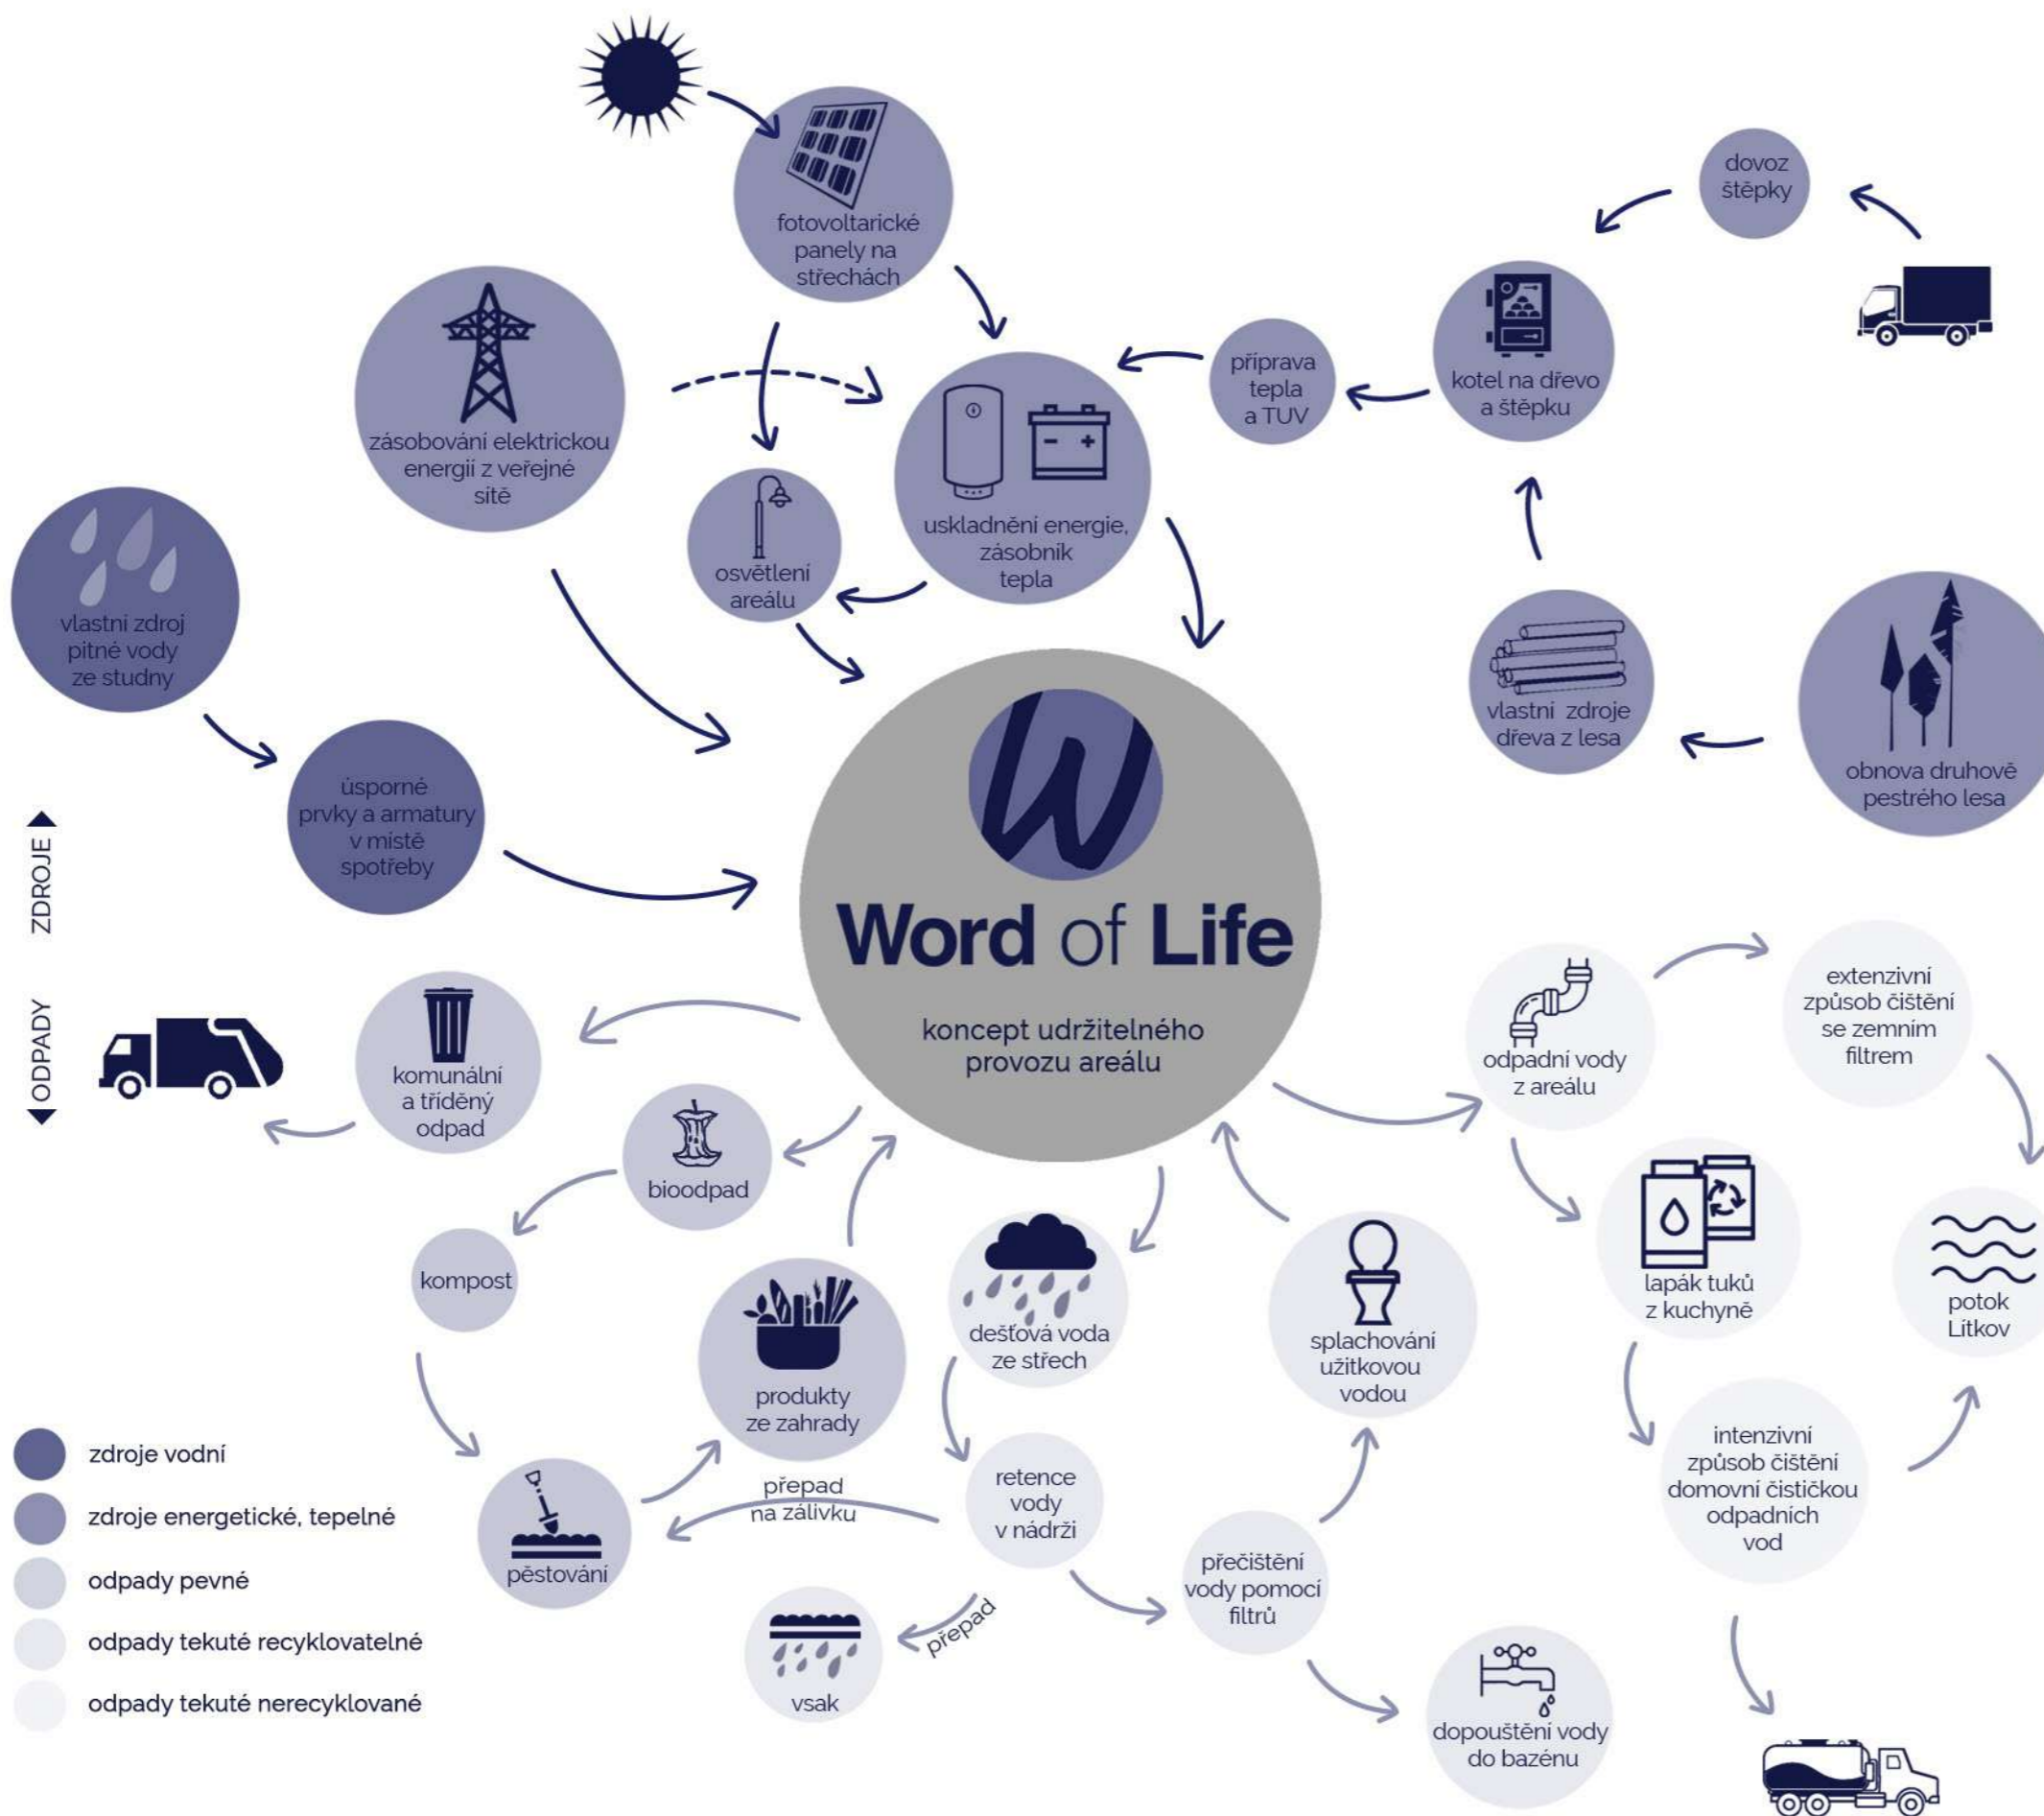 fotovoltarické
panely na
střechách
dovoz
štěpky
zásobování elektrickou
energií z veřejné
sítě
příprava
tepla
a TUV
kotel na dřevo
a štěpku
uskladnění energie,
zásobník
tepla
osvětlení
areálu
vlastní zdroj
pitné vody
ze studny
vlastní zdroje
dřeva z lesa
obnova druhově
pestrého lesa
úsporné
prvky a armatury
v místě
spotřeby
ZDROJE
ODPADY
W
Word of Life
koncept udržitelného
provozu areálu
komunální
a tříděný
odpad
bioodpad
kompost
produkty
ze zahrady
pěstování
přepad
na zálivku
dešťová voda
ze střech
retence
vody
v nádrži
přepad
vsak
přečištění
vody pomocí
filtrů
splachování
užitkovou
vodou
dopouštění vody
do bazénu
odpadní vody
z areálu
extenzivní
způsob čištění
se zemním
filtrem
lapák tuků
z kuchyně
potok
Lítkov
intenzivní
způsob čištění
domovní čističkou
odpadních
vod
zdroje vodní
zdroje energetické, tepelné
odpady pevné
odpady tekuté recyklovatelné
odpady tekuté nerecyklované